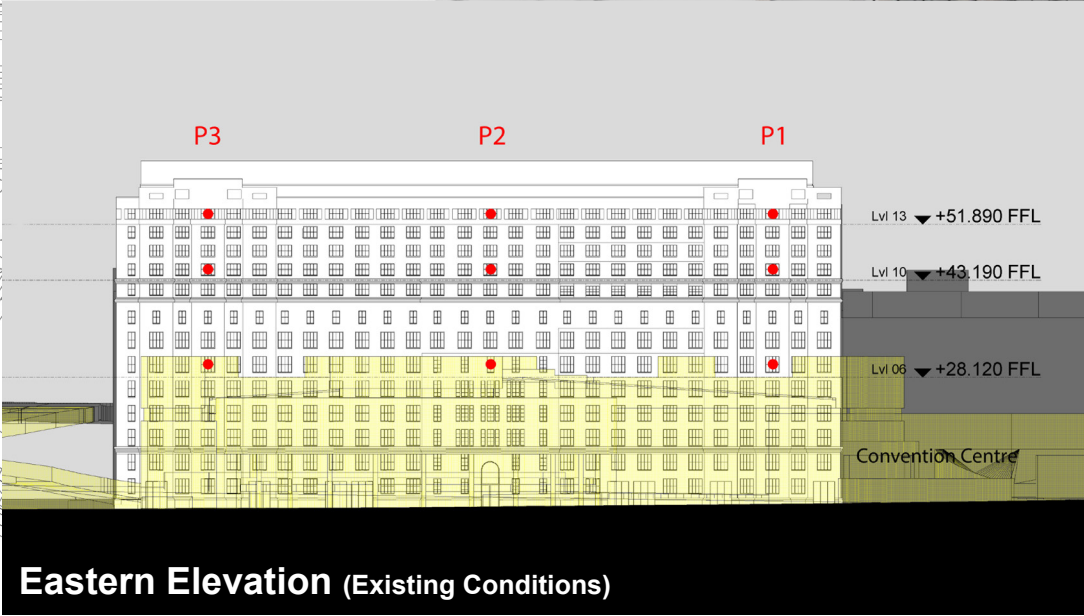 P3 P2 P1
Lvl 13 +51.890 FFL
Lvl 10 +43.190 FFL
Lvl 06 +28.120 FFL
Convention Centre
Eastern Elevation (Existing Conditions)